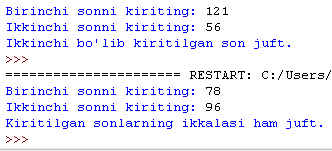 Birinchi sonni kiriting: 121
Ikkinchi sonni kiriting: 56
Ikkinchi bo'lib kiritilgan son juft.
>>>
====================== RESTART: C:/Users/
Birinchi sonni kiriting: 78
Ikkinchi sonni kiriting: 96
Kiritilgan sonlarning ikkalasi ham juft.
>>>